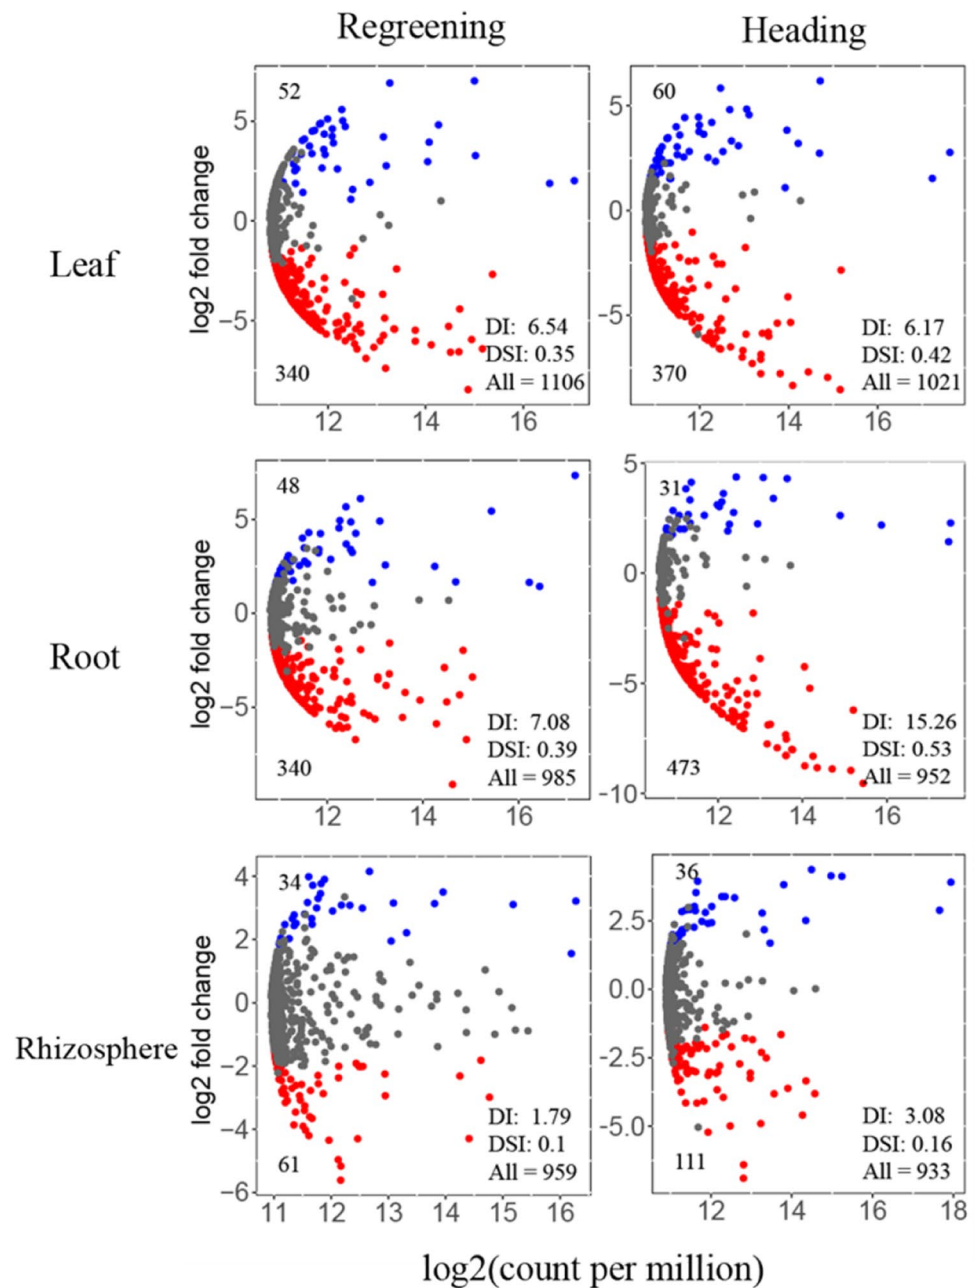 Regreening
Heading
Leaf
log2 fold change
52
5
0
−5
340
DI: 6.54
DSI: 0.35
All = 1106
12
14
16
60
5
0
−5
370
DI: 6.17
DSI: 0.42
All = 1021
12
14
16
Root
log2 fold change
48
5
0
−5
340
DI: 7.08
DSI: 0.39
All = 985
12
14
16
31
5
0
−5
−10
473
DI: 15.26
DSI: 0.53
All = 952
12
14
16
Rhizosphere
log2 fold change
34
4
2
0
−2
−4
−6
61
DI: 1.79
DSI: 0.1
All = 959
11
12
13
14
15
16
36
2.5
0.0
−2.5
−5.0
111
DI: 3.08
DSI: 0.16
All = 933
12
14
16
18
log2(count per million)